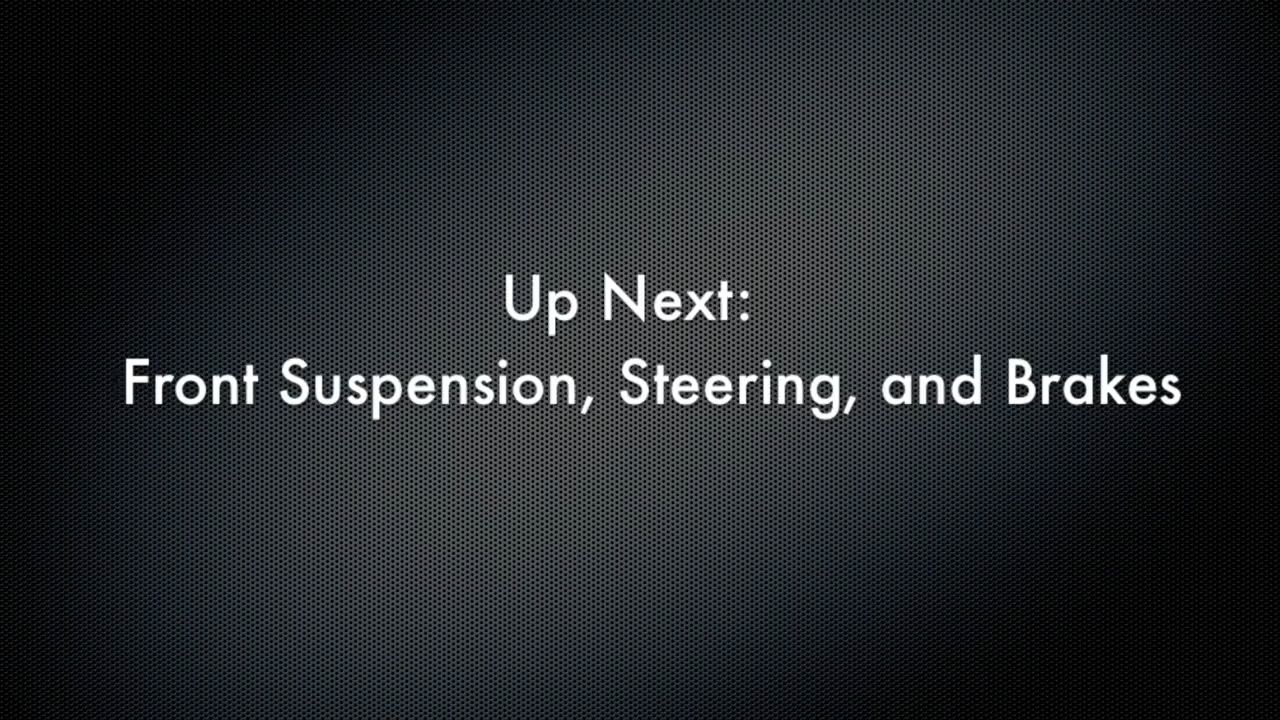 Up Next:
Front Suspension, Steering, and Brakes